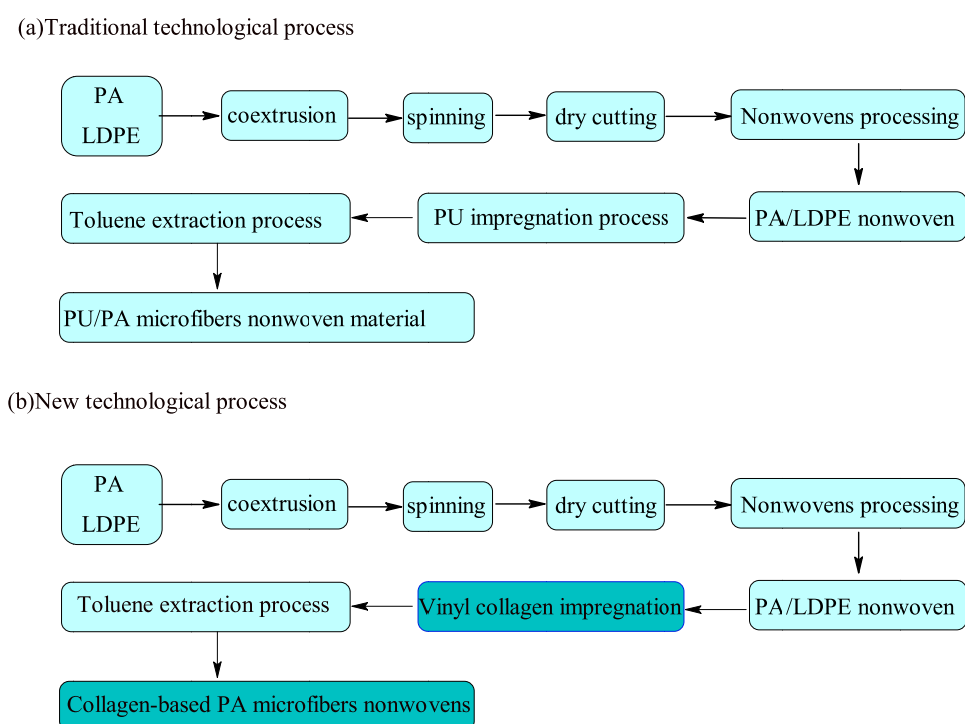 (a)Traditional technological process
PA
LDPE
coextrusion
spinning
dry cutting
Nonwovens processing
PA/LDPE nonwoven
PU impregnation process
Toluene extraction process
PU/PA microfibers nonwoven material
(b)New technological process
PA
LDPE
coextrusion
spinning
dry cutting
Nonwovens processing
PA/LDPE nonwoven
Vinyl collagen impregnation
Toluene extraction process
Collagen-based PA microfibers nonwovens